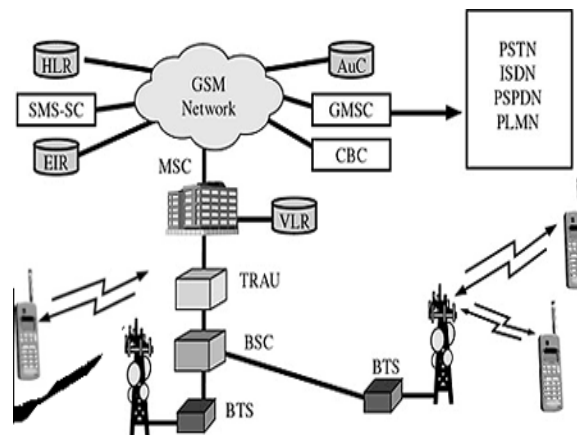 HLR
SMS-SC
EIR
GSM
Network
AuC
GMSC
CBC
PSTN
ISDN
PSPDN
PLMN
MSC
VLR
TRAU
BSC
BTS
BTS